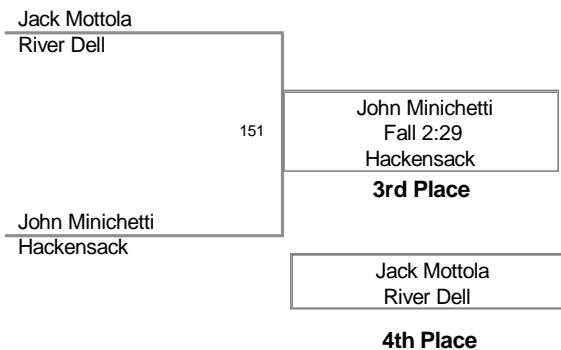 Jack Mottola
River Dell
151
John Minichetti
Fall 2:29
Hackensack
3rd Place
John Minichetti
Hackensack
Jack Mottola
River Dell
4th Place